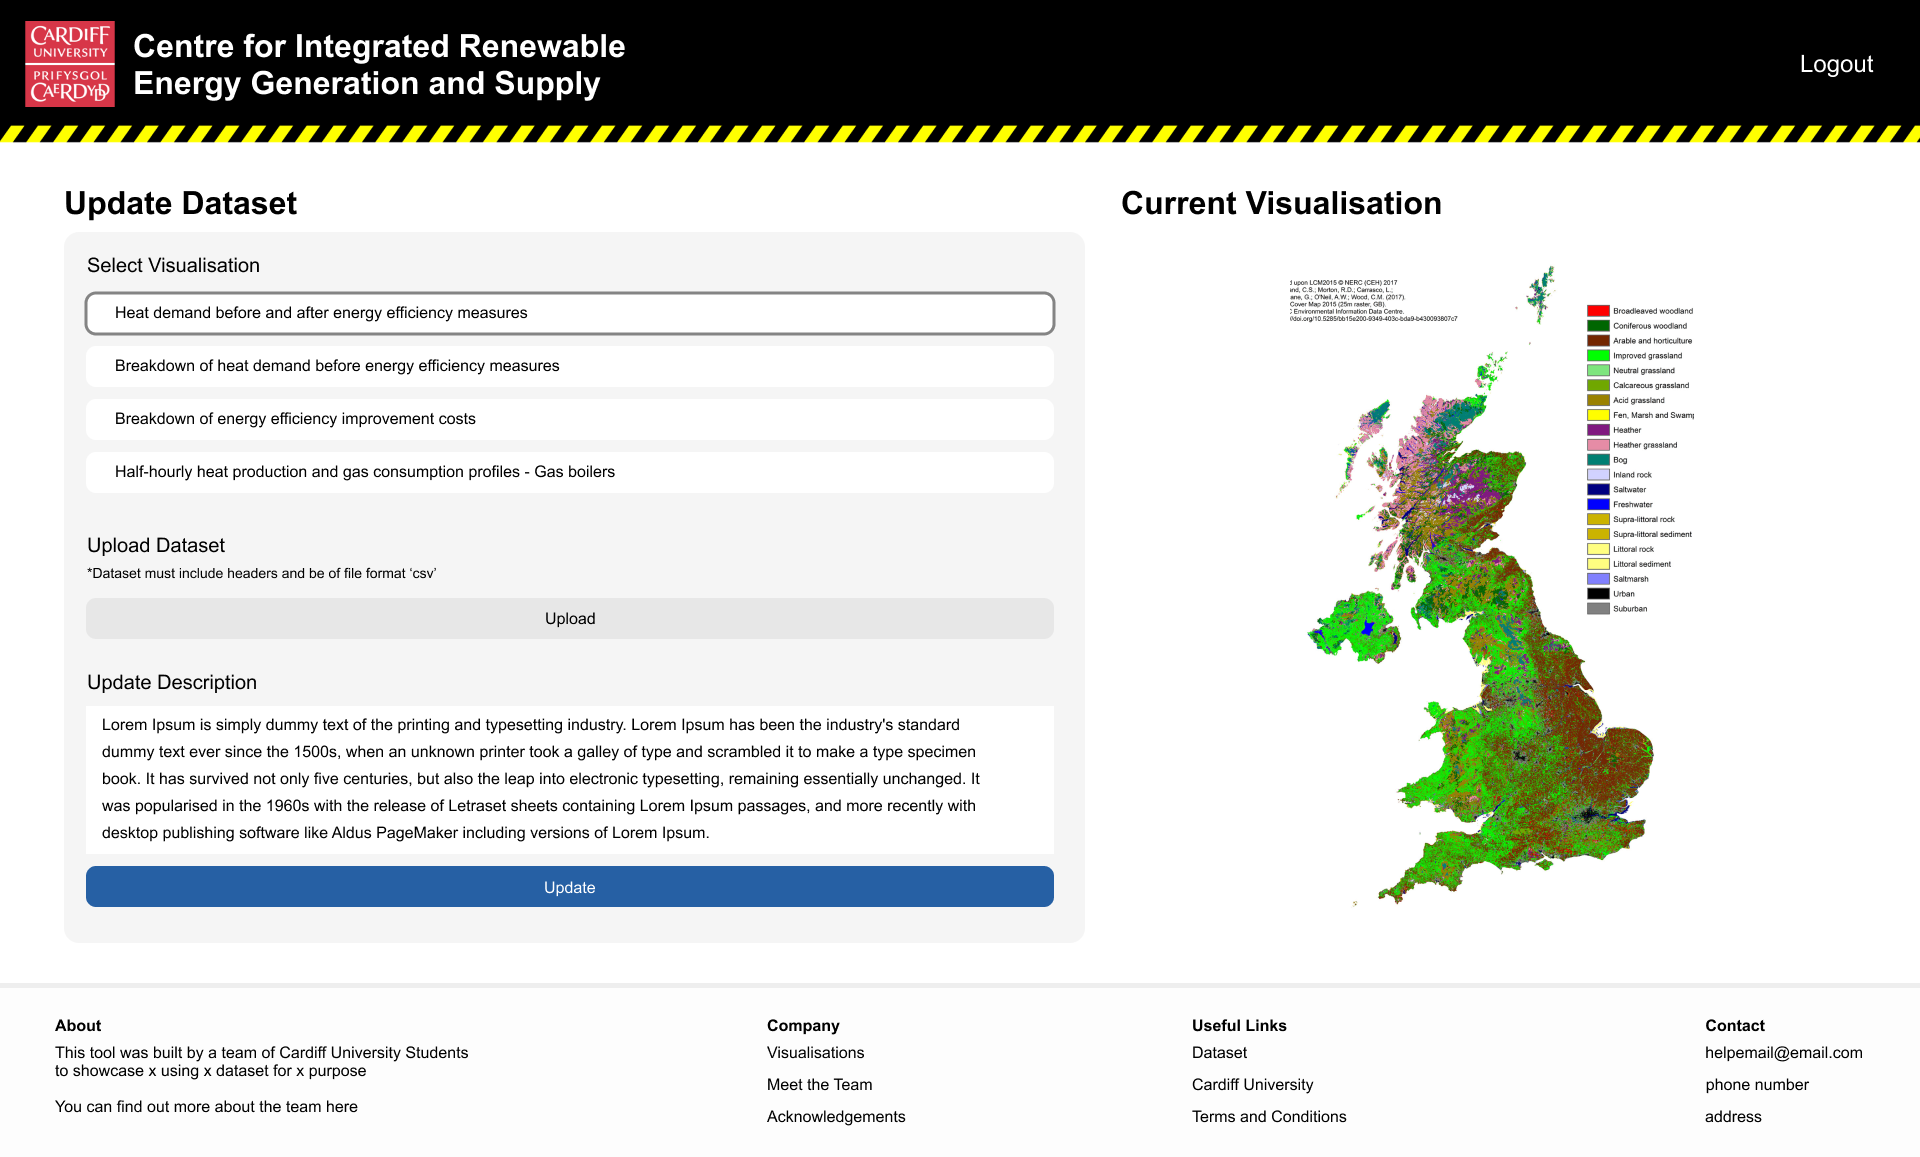 CARDIFF
UNIVERSITY
PRIFYSGOL
CAERDYDD
Centre for Integrated Renewable
Energy Generation and Supply
Logout
Update Dataset
Select Visualisation
Heat demand before and after energy efficiency measures
Breakdown of heat demand before energy efficiency measures
Breakdown of energy efficiency improvement costs
Half-hourly heat production and gas consumption profiles - Gas boilers
Upload Dataset
*Dataset must include headers and be of file format ‘csv’
Upload
Update Description
Lorem Ipsum is simply dummy text of the printing and typesetting industry. Lorem Ipsum has been the industry's standard
dummy text ever since the 1500s, when an unknown printer took a galley of type and scrambled it to make a type specimen
book. It has survived not only five centuries, but also the leap into electronic typesetting, remaining essentially unchanged. It
was popularised in the 1960s with the release of Letraset sheets containing Lorem Ipsum passages, and more recently with
desktop publishing software like Aldus PageMaker including versions of Lorem Ipsum.
Update
Current Visualisation
upon LCM2015 © NERC (CEH) 2017
C.S.; Morton, R.D.; Carrasco, L.;
G.; O'Neil, A.W.; Wood, C.M. (2017).
Cover Map 2015 (25m raster, GB).
Environmental Information Data Centre.
//doi.org/10.5285/bb15e200-9349-403c-bda9-b430093807c7
Broadleaved woodland
Coniferous woodland
Arable and horticulture
Improved grassland
Neutral grassland
Calcareous grassland
Acid grassland
Fen, Marsh and Swamp
Heather
Heather grassland
Bog
Inland rock
Saltwater
Freshwater
Supra-littoral rock
Supra-littoral sediment
Littoral rock
Littoral sediment
Saltmarsh
Urban
Suburban
About
This tool was built by a team of Cardiff University Students
to showcase x using x dataset for x purpose
You can find out more about the team here
Company
Visualisations
Meet the Team
Acknowledgements
Useful Links
Dataset
Cardiff University
Terms and Conditions
Contact
helpemail@email.com
phone number
address